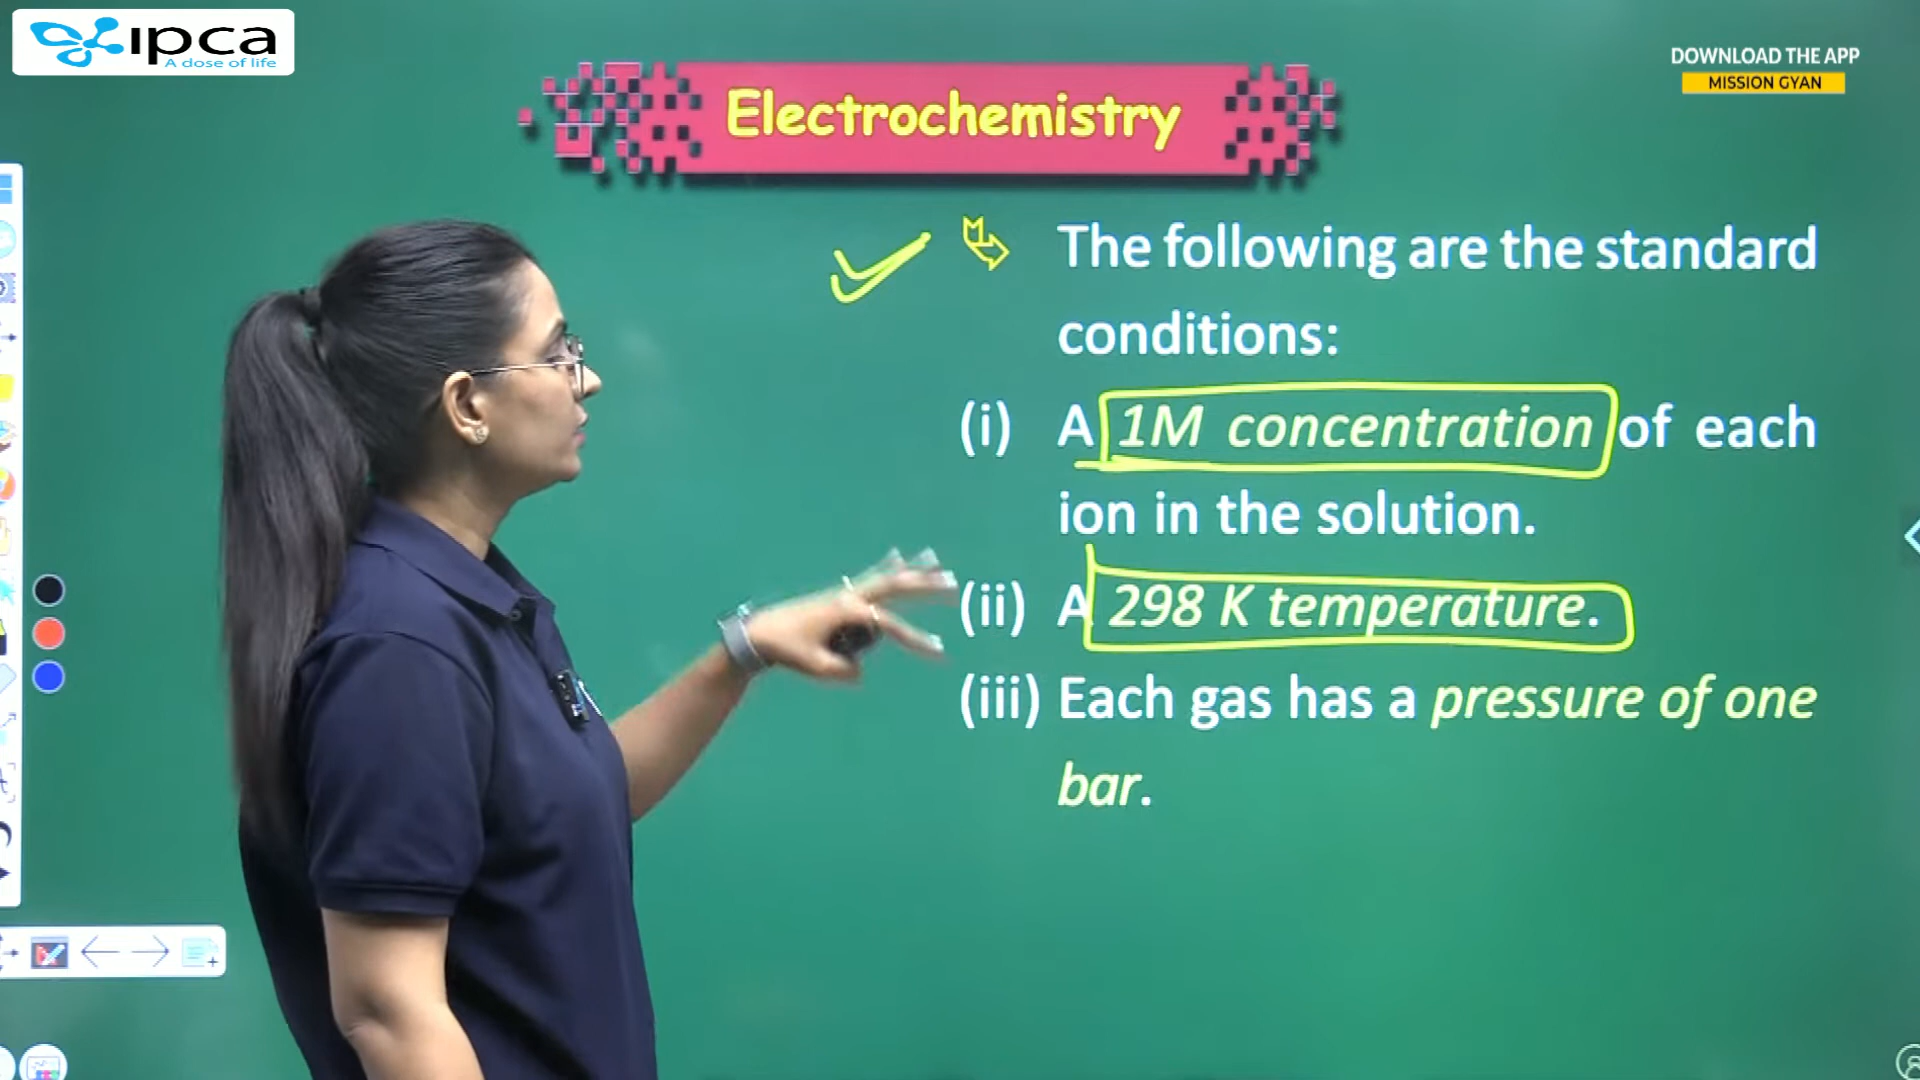 ipca
A dose of life
DOWNLOAD THE APP
MISSION GYAN
Electrochemistry
The following are the standard
conditions:
(i) A 1M concentration of each
ion in the solution.
(ii) A 298 K temperature.
(iii) Each gas has a pressure of one
bar.